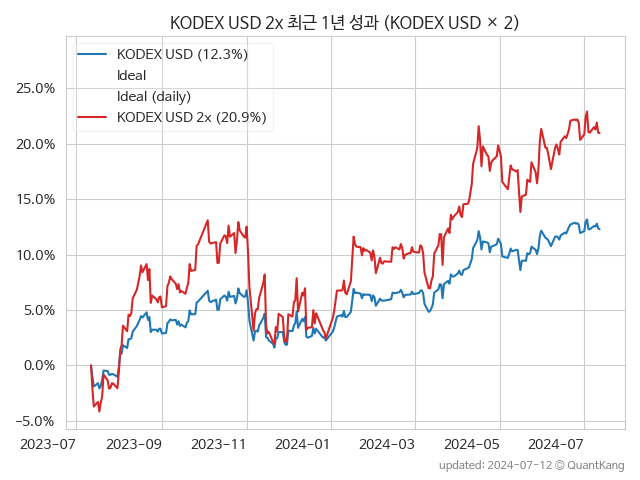 KODEX USD 2x 최근 1년 성과 (KODEX USD × 2)
KODEX USD (12.3%)
Ideal
Ideal (daily)
KODEX USD 2x (20.9%)
25.0%
20.0%
15.0%
10.0%
5.0%
0.0%
−5.0%
2023-07 2023-09 2023-11 2024-01 2024-03 2024-05 2024-07
updated: 2024-07-12 © QuantKang